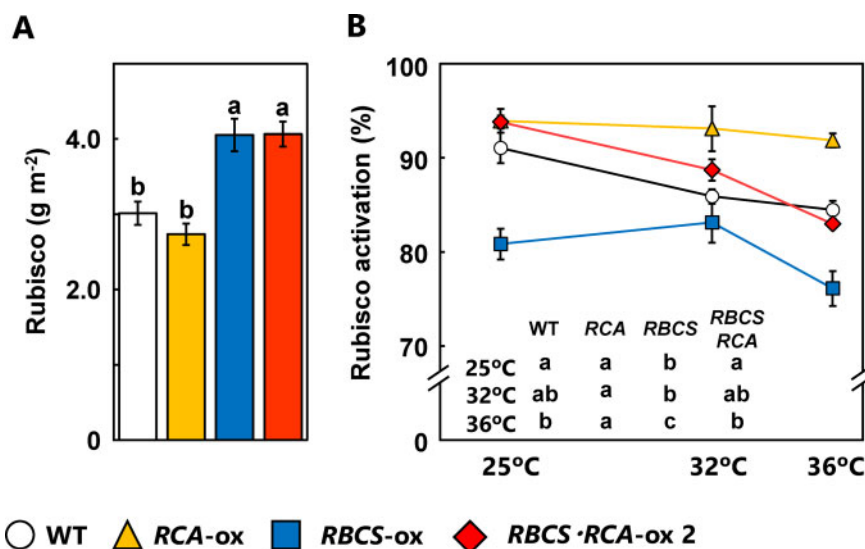 A
Rubisco (g m⁻²)
4.0
2.0
0
b
b
a
a
B
Rubisco activation (%)
100
90
80
70
0
WT RCA RBCS RBCS RCA
25ºC a a b a
32ºC ab a b ab
36ºC b a c b
25ºC 32ºC 36ºC
WT RCA-ox RBCS-ox RBCS·RCA-ox 2